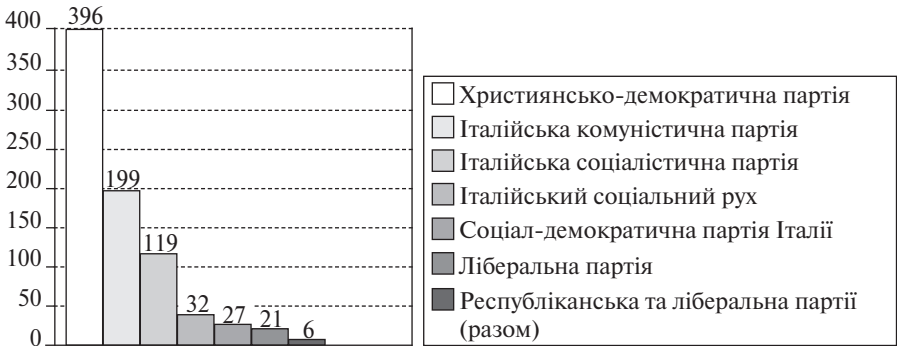 400
350
300
250
200
150
100
50
0
396
199
119
32
27
21
6
Християнсько-демократична партія
Італійська комуністична партія
Італійська соціалістична партія
Італійський соціальний рух
Соціал-демократична партія Італії
Ліберальна партія
Республіканська та ліберальна партії
(разом)